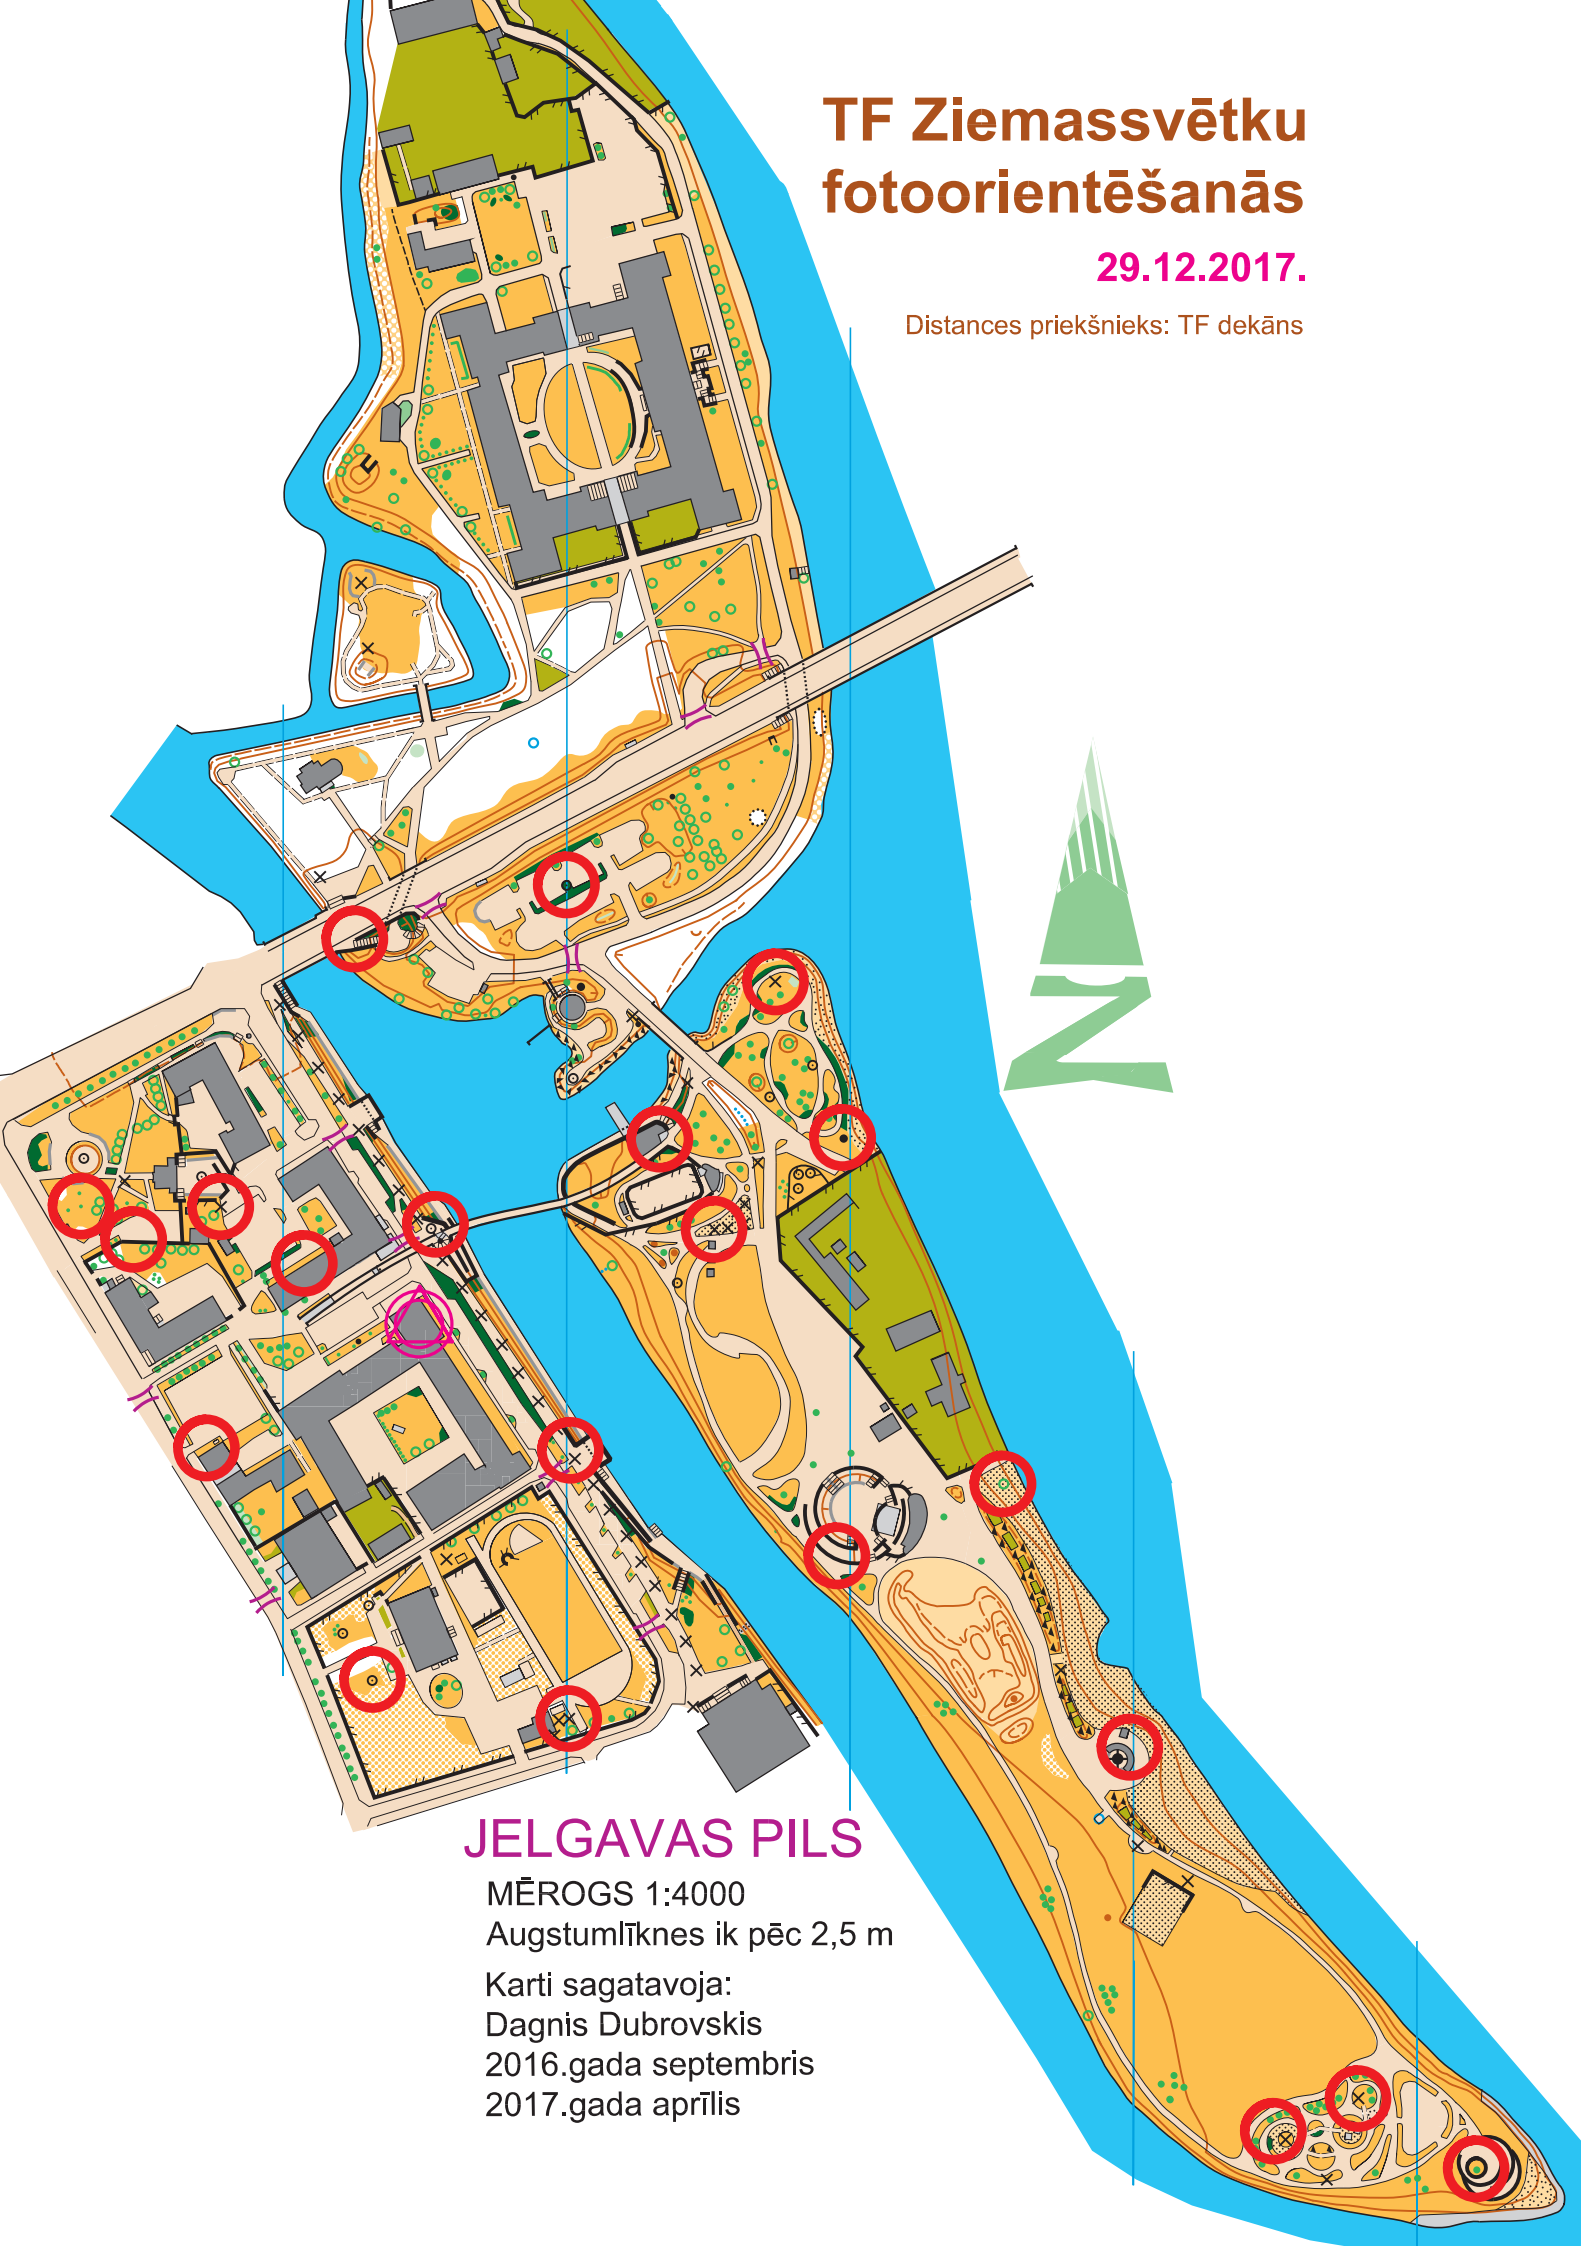 TF Ziemassvētku
fotoorientēšanās
29.12.2017.
Distances priekšnieks: TF dekāns
N
JELGAVAS PILS
MĒROGS 1:4000
Augstumlīknes ik pēc 2,5 m
Karti sagatavoja:
Dagnis Dubrovskis
2016.gada septembris
2017.gada aprīlis